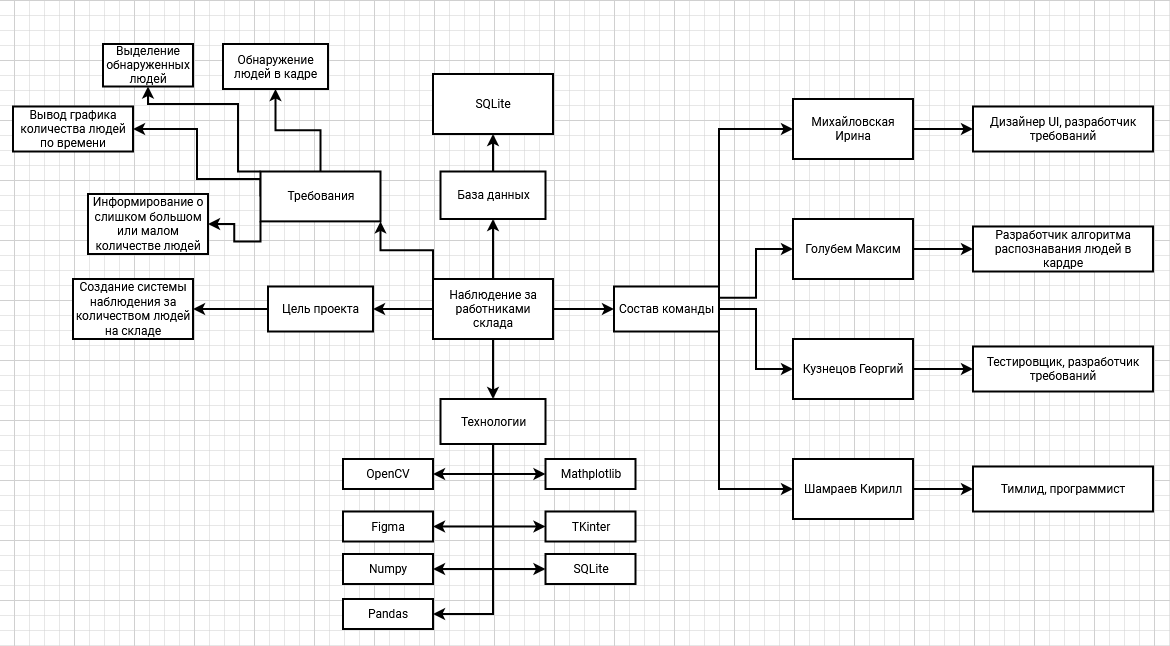 Выделение
обнаруженных
людей
Обнаружение
людей в кадре
Вывод графика
количества людей
по времени
SQLite
Требования
База данных
Информирование о
слишком большом
или малом
количестве людей
Создание системы
наблюдения за
количеством людей
на складе
Цель проекта
Наблюдение за
работниками
склада
Состав команды
Михайловская
Ирина
Дизайнер UI, разработчик
требований
Голубем Максим
Разработчик алгоритма
распознавания людей в
кардре
Кузнецов Георгий
Тестировщик, разработчик
требований
Шамраев Кирилл
Тимлид, программист
Технологии
OpenCV
Mathplotlib
Figma
TKinter
Numpy
SQLite
Pandas